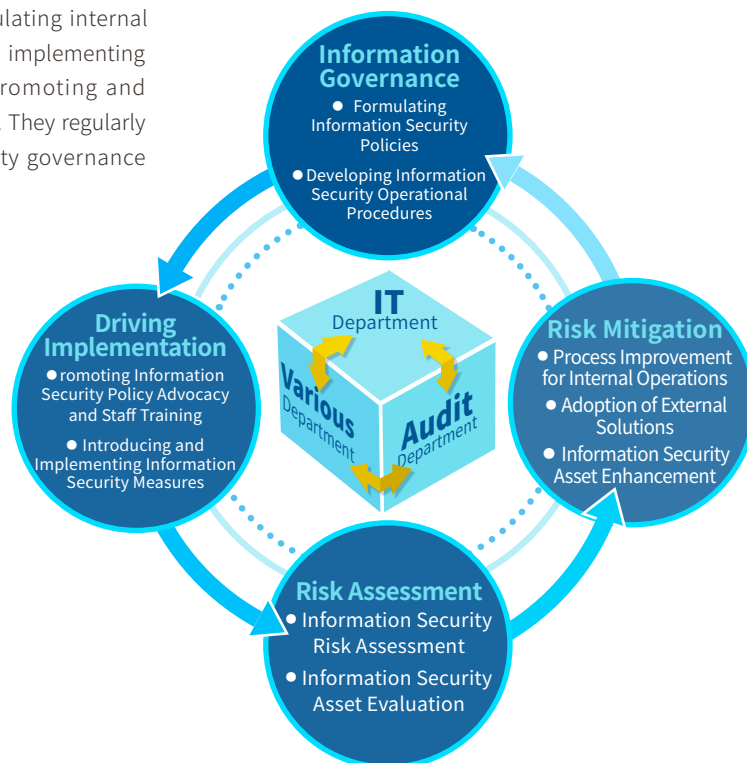 ulating internal
implementing
romoting and
. They regularly
ty governance
Information
Governance
● Formulating
Information Security
Policies
● Developing Information
Security Operational
Procedures
Driving
Implementation
● romoting Information
Security Policy Advocacy
and Staff Training
● Introducing and
Implementing Information
Security Measures
IT
Department
Various
Department
Audit
Department
Risk Mitigation
● Process Improvement
for Internal Operations
● Adoption of External
Solutions
● Information Security
Asset Enhancement
Risk Assessment
● Information Security
Risk Assessment
● Information Security
Asset Evaluation